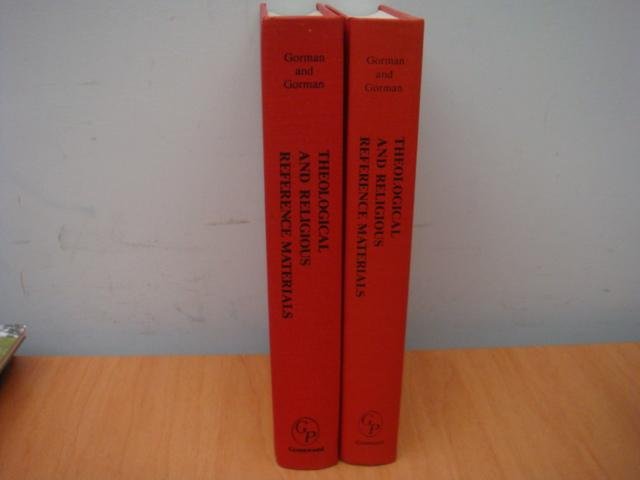 Gorman
and
Gorman
THEOLOGICAL
AND RELIGIOUS
REFERENCE MATERIALS
GP
Greenwood
Gorman
and
Gorman
THEOLOGICAL
AND RELIGIOUS
REFERENCE MATERIALS
GP
Greenwood